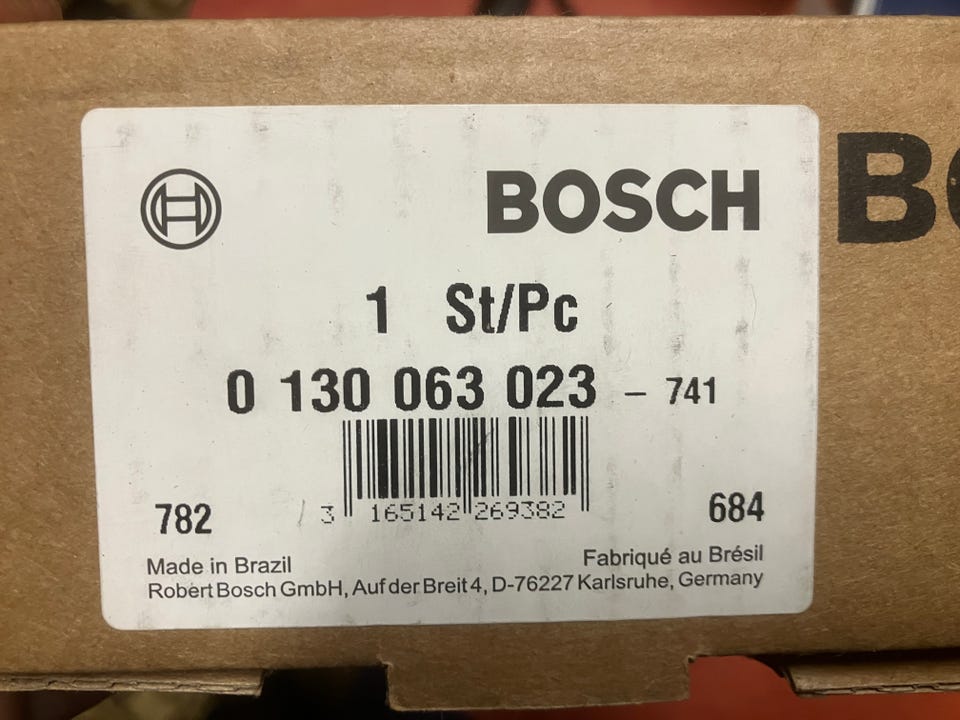 BOSCH
1 St/Pc
0 130 063 023 - 741
3 165142 269382
782
684
Made in Brazil
Fabriqué au Brésil
Robert Bosch GmbH, Auf der Breit 4, D-76227 Karlsruhe, Germany